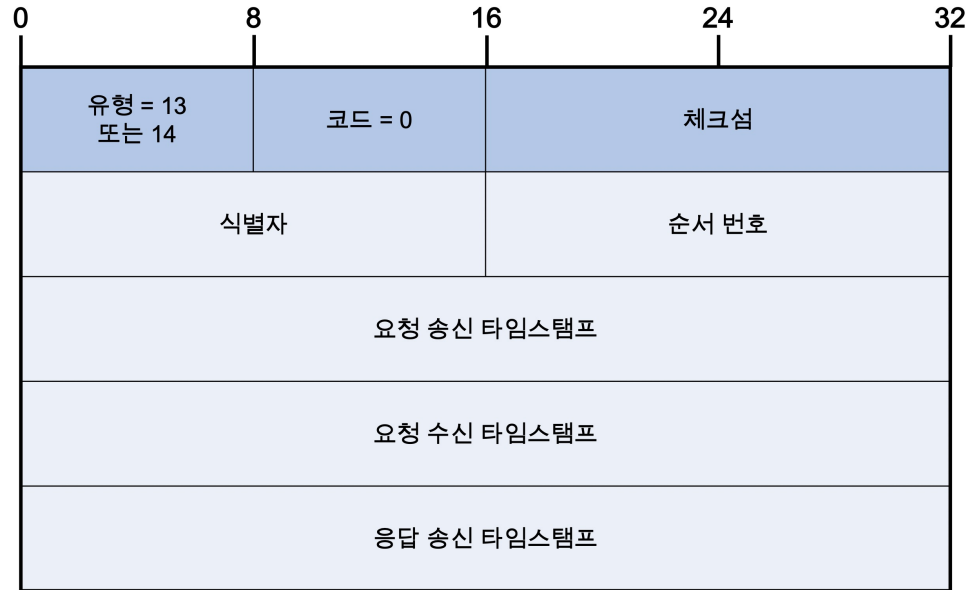 0 8 16 24 32
유형 = 13
또는 14
코드 = 0
체크섬
식별자
순서 번호
요청 송신 타임스탬프
요청 수신 타임스탬프
응답 송신 타임스탬프